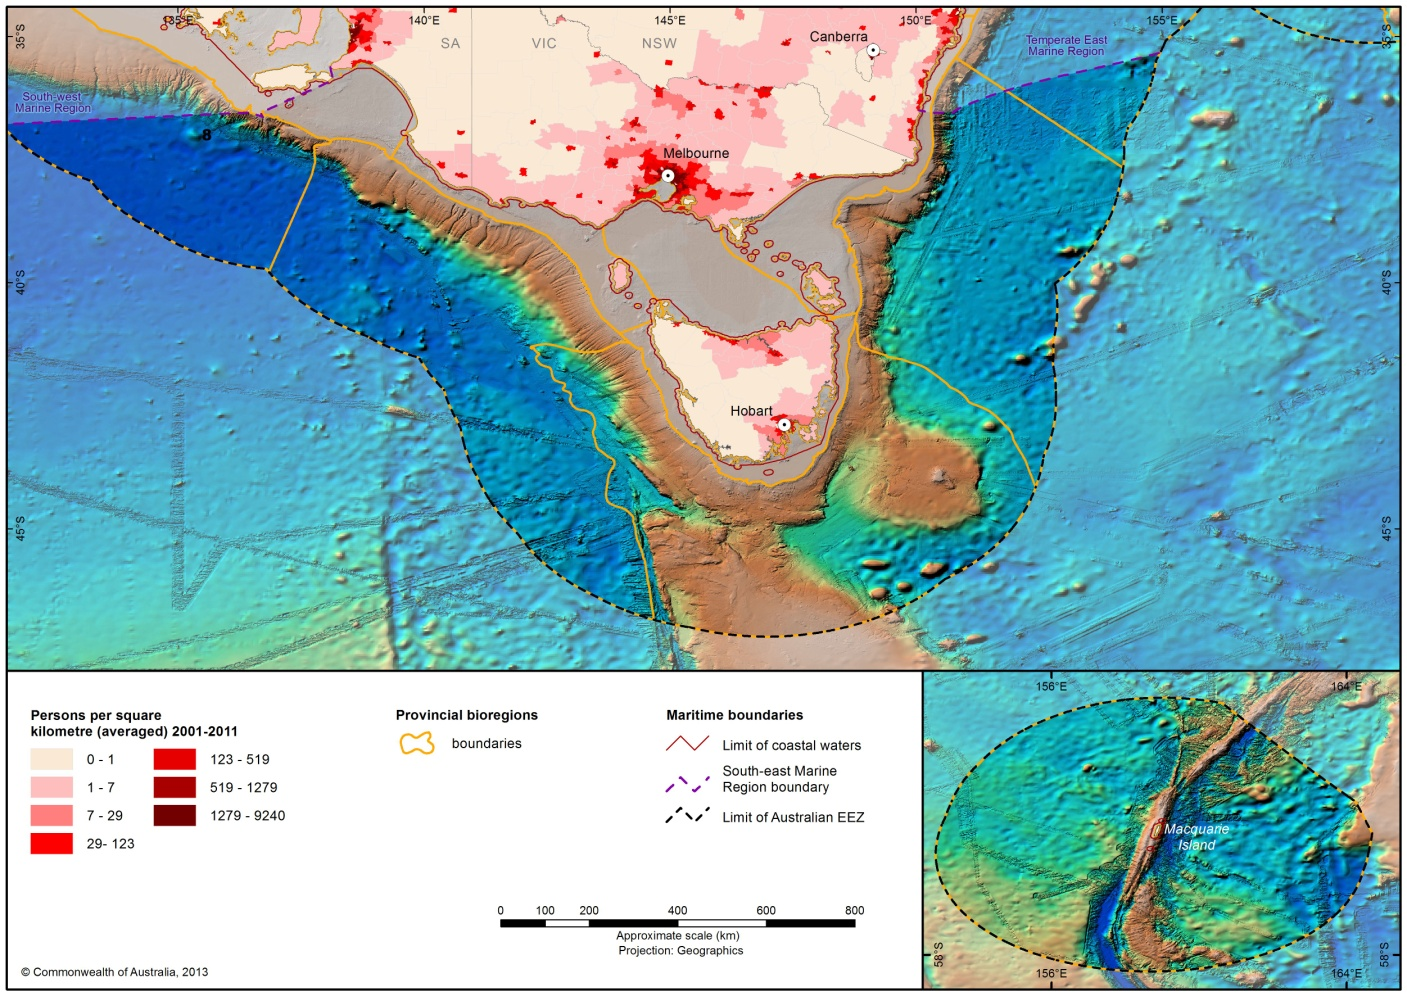 135°E
140°E
145°E
150°E
155°E
35°S
35°S
SA
VIC
NSW
Canberra
Temperate East
Marine Region
South-west
Marine Region
8
Melbourne
40°S
40°S
Hobart
45°S
45°S
Persons per square
kilometre (averaged) 2001-2011
0 - 1
1 - 7
7 - 29
29- 123
123 - 519
519 - 1279
1279 - 9240
Provincial bioregions
boundaries
Maritime boundaries
Limit of coastal waters
South-east Marine
Region boundary
Limit of Australian EEZ
0 100 200 400 600 800
Approximate scale (km)
Projection: Geographics
© Commonwealth of Australia, 2013
156°E
164°E
Macquarie
Island
58°S
58°S
156°E
164°E